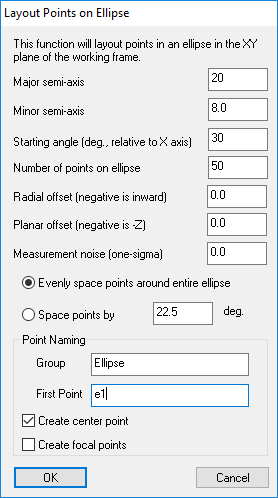 Layout Points on Ellipse
This function will layout points in an ellipse in the XY
plane of the working frame.
Major semi-axis 20
Minor semi-axis 8.0
Starting angle (deg., relative to X axis) 30
Number of points on ellipse 50
Radial offset (negative is inward) 0.0
Planar offset (negative is -Z) 0.0
Measurement noise (one-sigma) 0.0
Evenly space points around entire ellipse
Space points by 22.5 deg.
Point Naming
Group Ellipse
First Point e1
Create center point
Create focal points
OK Cancel